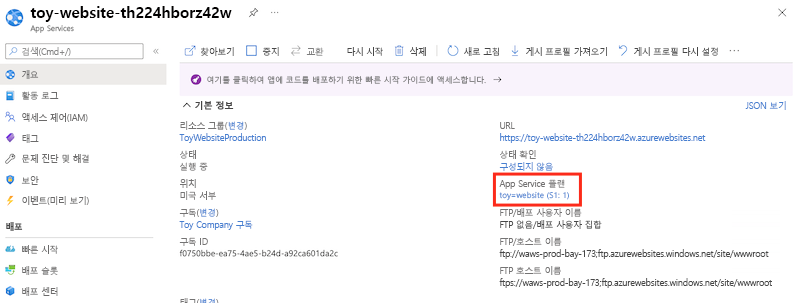 toy-website-th224hborz42w
App Services
검색(Cmd+/)
개요
활동 로그
액세스 제어(IAM)
태그
문제 진단 및 해결
보안
이벤트(미리 보기)
배포
빠른 시작
배포 슬롯
배포 센터
찾아보기 중지 교환 다시 시작 삭제 새로 고침 게시 프로필 가져오기 게시 프로필 다시 설정
여기를 클릭하여 앱에 코드를 배포하기 위한 빠른 시작 가이드에 액세스합니다. →
기본 정보
JSON 보기
리소스 그룹(변경)
ToyWebsiteProduction
상태
실행 중
위치
미국 서부
구독(변경)
Toy Company 구독
구독 ID
f0750bbe-ea75-4ae5-b24d-a92ca601da2c
태그(변경)
URL
https://toy-website-th224hborz42w.azurewebsites.net
상태 확인
구성되지 않음
App Service 플랜
toy=website (S1: 1)
FTP/배포 사용자 이름
FTP 없음/배포 사용자 집합
FTP/호스트 이름
ftp://waws-prod-bay-173;ftp.azurewebsites.windows.net/site/wwwroot
FTP 호스트 이름
ftps://waws-prod-bay-173;ftp.azurewebsites.windows.net/site/wwwroot